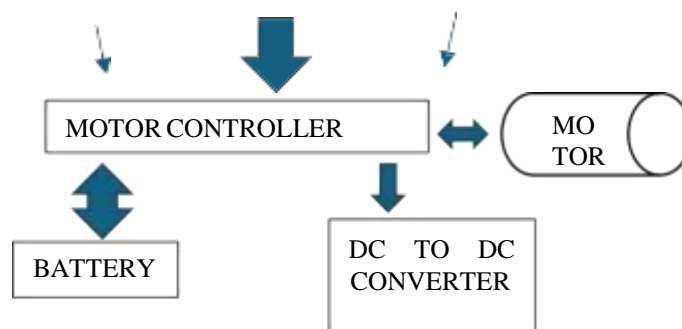 MOTOR CONTROLLER
MO
TOR
BATTERY
DC TO DC
CONVERTER